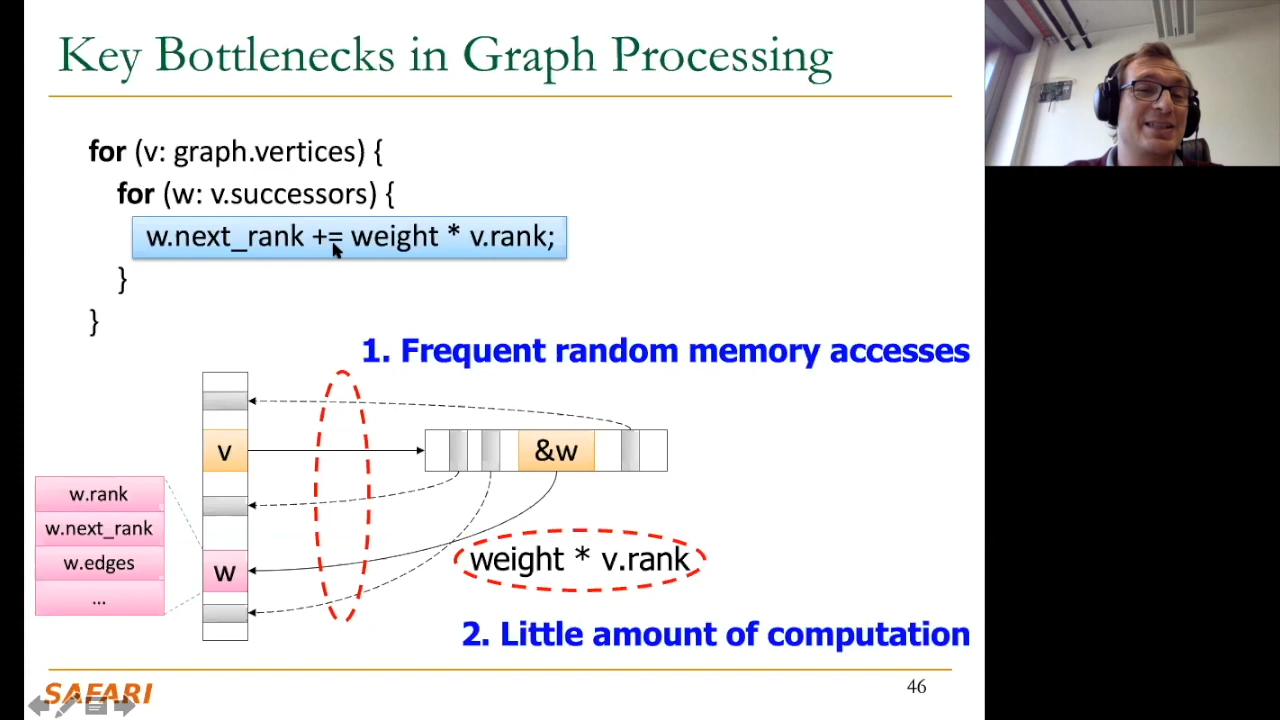 Key Bottlenecks in Graph Processing
for (v: graph.vertices) {
for (w: v.successors) {
w.next_rank += weight * v.rank;
}
}
1. Frequent random memory accesses
v
&w
w.rank
w.next_rank
w.edges
...
w
weight * v.rank
2. Little amount of computation
SAFARI
46